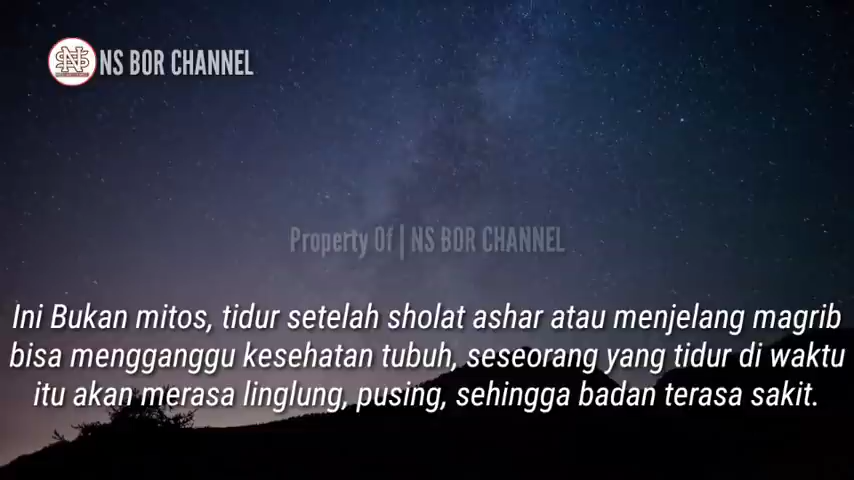 NS BOR CHANNEL
Property Of | NS BOR CHANNEL
Ini Bukan mitos, tidur setelah sholat ashar atau menjelang magrib
bisa mengganggu kesehatan tubuh, seseorang yang tidur di waktu
itu akan merasa linglung, pusing, sehingga badan terasa sakit.